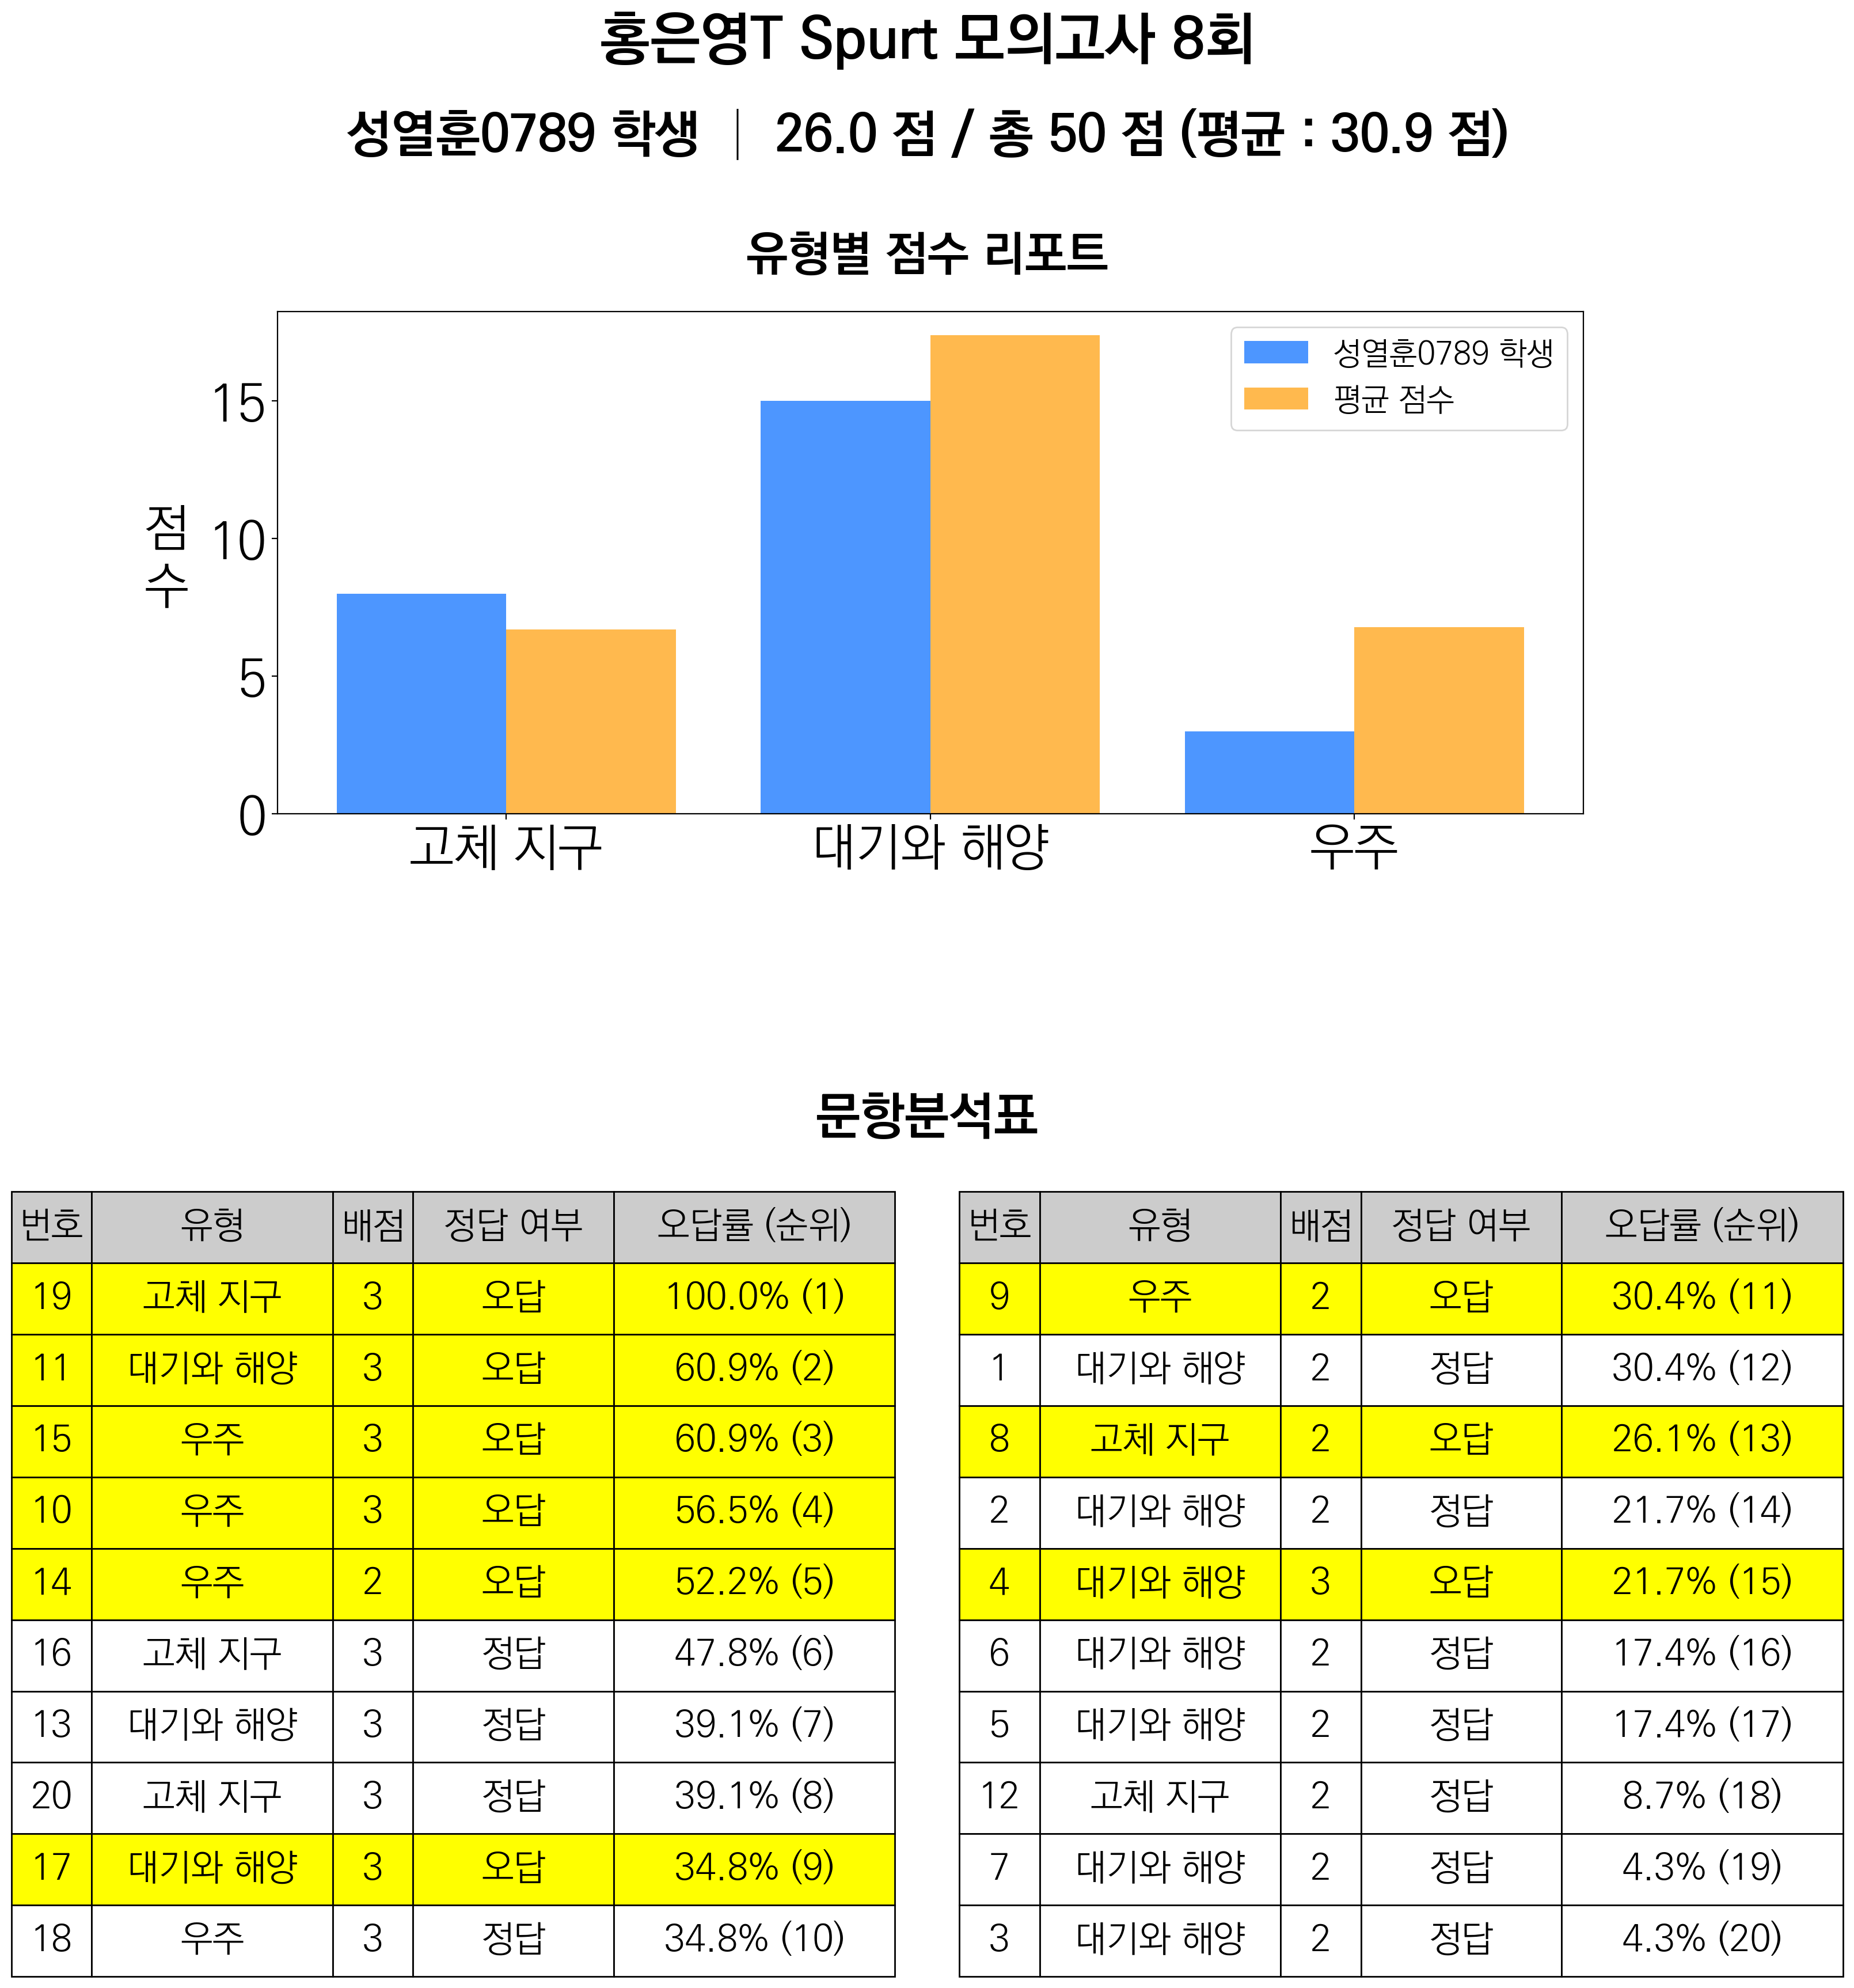 홍은영T Spurt 모의고사 8회
성열훈0789 학생 | 26.0 점 / 총 50 점 (평균 : 30.9 점)
유형별 점수 리포트
성열훈0789 학생
평균 점수
점수
15
10
5
0
고체 지구 대기와 해양 우주
문항분석표
번호 유형 배점 정답 여부 오답률 (순위)
19 고체 지구 3 오답 100.0% (1)
11 대기와 해양 3 오답 60.9% (2)
15 우주 3 오답 60.9% (3)
10 우주 3 오답 56.5% (4)
14 우주 2 오답 52.2% (5)
16 고체 지구 3 정답 47.8% (6)
13 대기와 해양 3 정답 39.1% (7)
20 고체 지구 3 정답 39.1% (8)
17 대기와 해양 3 오답 34.8% (9)
18 우주 3 정답 34.8% (10)
번호 유형 배점 정답 여부 오답률 (순위)
9 우주 2 오답 30.4% (11)
1 대기와 해양 2 정답 30.4% (12)
8 고체 지구 2 오답 26.1% (13)
2 대기와 해양 2 정답 21.7% (14)
4 대기와 해양 3 오답 21.7% (15)
6 대기와 해양 2 정답 17.4% (16)
5 대기와 해양 2 정답 17.4% (17)
12 고체 지구 2 정답 8.7% (18)
7 대기와 해양 2 정답 4.3% (19)
3 대기와 해양 2 정답 4.3% (20)